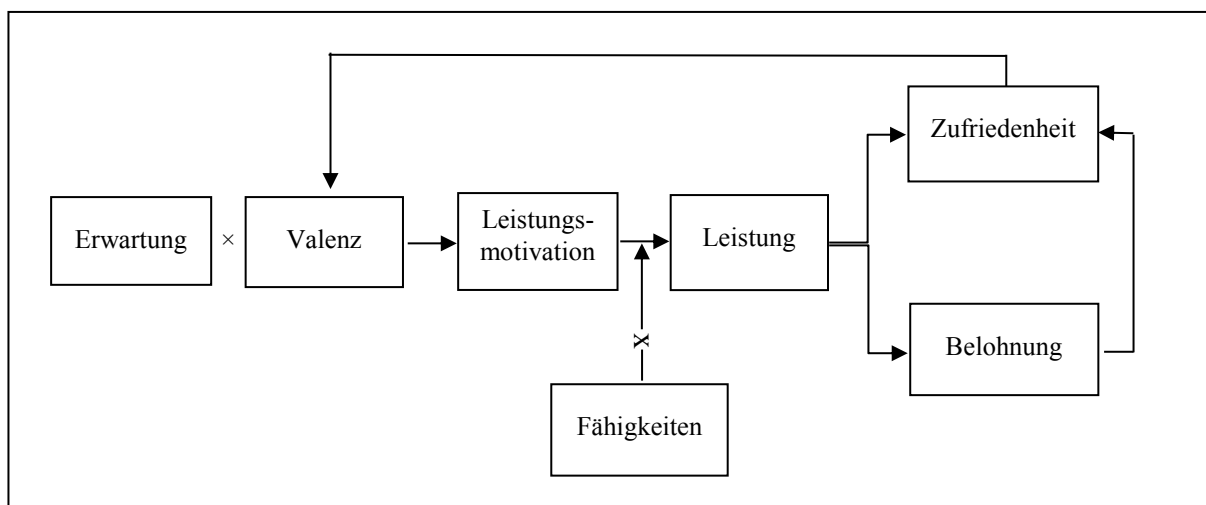 Zufriedenheit
Erwartung
×
Valenz
Leistungs-
motivation
Leistung
x
Belohnung
Fähigkeiten